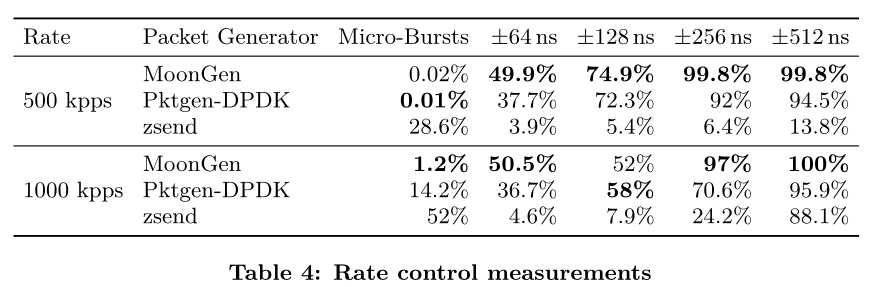 Rate Packet Generator Micro-Bursts ±64 ns ±128 ns ±256 ns ±512 ns
MoonGen 0.02% 49.9% 74.9% 99.8% 99.8%
500 kpps Pktgen-DPDK 0.01% 37.7% 72.3% 92% 94.5%
zsend 28.6% 3.9% 5.4% 6.4% 13.8%
MoonGen 1.2% 50.5% 52% 97% 100%
1000 kpps Pktgen-DPDK 14.2% 36.7% 58% 70.6% 95.9%
zsend 52% 4.6% 7.9% 24.2% 88.1%
Table 4: Rate control measurements